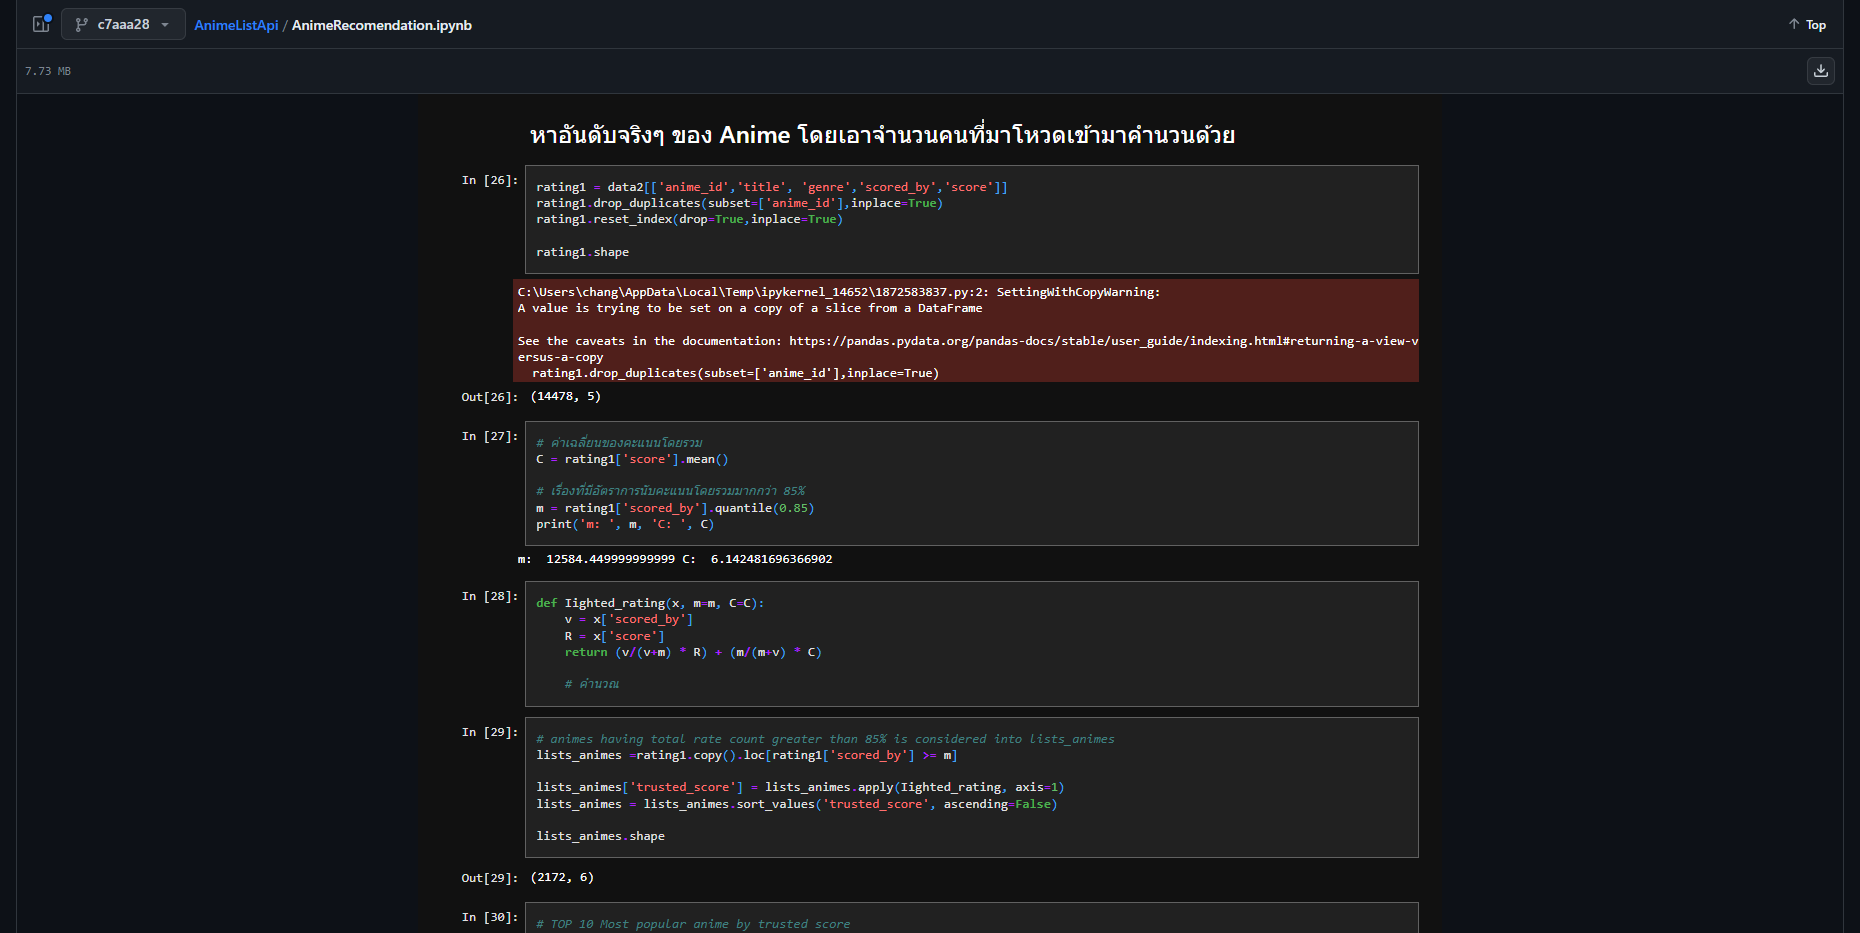 c7aaa28
AnimeListApi / AnimeRecomendation.ipynb
Top
7.73 MB
หาอันดับจริงๆ ของ Anime โดยเอาจำนวนคนที่มาโหวดเข้ามาคำนวนด้วย
In [26]:
rating1 = data2[['anime_id','title', 'genre','scored_by','score']]
rating1.drop_duplicates(subset=['anime_id'],inplace=True)
rating1.reset_index(drop=True,inplace=True)
rating1.shape
C:\Users\chang\AppData\Local\Temp\ipykernel_14652\1872583837.py:2: SettingWithCopyWarning:
A value is trying to be set on a copy of a slice from a DataFrame
See the caveats in the documentation: https://pandas.pydata.org/pandas-docs/stable/user_guide/indexing.html#returning-a-view-v
ersus-a-copy
rating1.drop_duplicates(subset=['anime_id'],inplace=True)
Out[26]: (14478, 5)
In [27]:
# ค่าเฉลี่ยนของคะแนนโดยรวม
C = rating1['score'].mean()
# เรื่องที่มีอัตราการนับคะแนนโดยรวมมากกว่า 85%
m = rating1['scored_by'].quantile(0.85)
print('m: ', m, 'C: ', C)
m:  12584.449999999999 C:  6.142481696366902
In [28]:
def Iighted_rating(x, m=m, C=C):
v = x['scored_by']
R = x['score']
return (v/(v+m) * R) + (m/(m+v) * C)
# คำนวณ
In [29]:
# animes having total rate count greater than 85% is considered into lists_animes
lists_animes =rating1.copy().loc[rating1['scored_by'] >= m]
lists_animes['trusted_score'] = lists_animes.apply(Iighted_rating, axis=1)
lists_animes = lists_animes.sort_values('trusted_score', ascending=False)
lists_animes.shape
Out[29]: (2172, 6)
In [30]:
# TOP 10 Most popular anime by trusted score